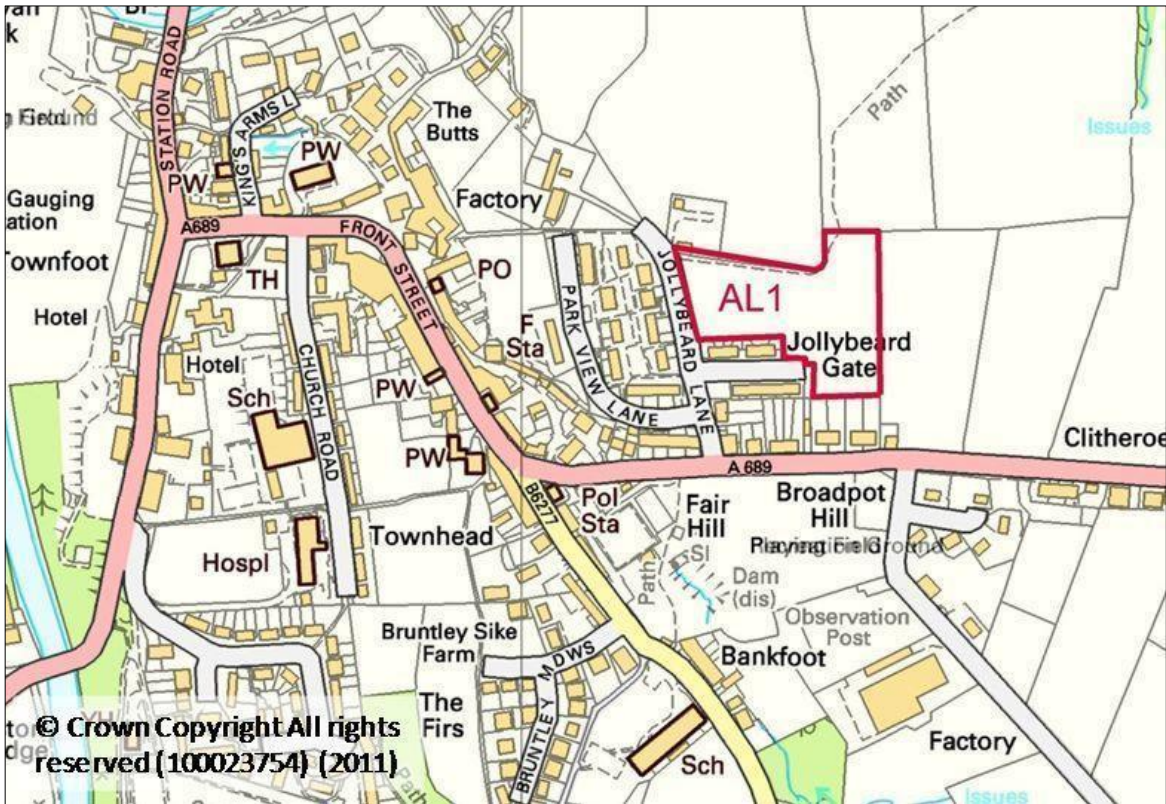 STATION ROAD
KING'S ARMS L
The
Butts
Path
Issues
PW
PW
Factory
Gauging
ation
Townfoot
A689
FRONT STREET
TH
PO
JOLLYBEARD LANE
AL1
Hotel
Hotel
F
Sta
PARK VIEW LANE
Jollybeard
Gate
CHURCH ROAD
Sch
PW
PW
A 689
Clitheroe
B6277
Pol
Sta
Fair
Hill
Broadpot
Hill
Townhead
Hospl
Sl
Path
Dam
(dis)
Observation
Post
Bruntley Sike
Farm
BRUNTLEY MDWS
Bankfoot
The
Firs
Sch
Factory
Issues
Path
© Crown Copyright All rights
reserved (100023754) (2011)